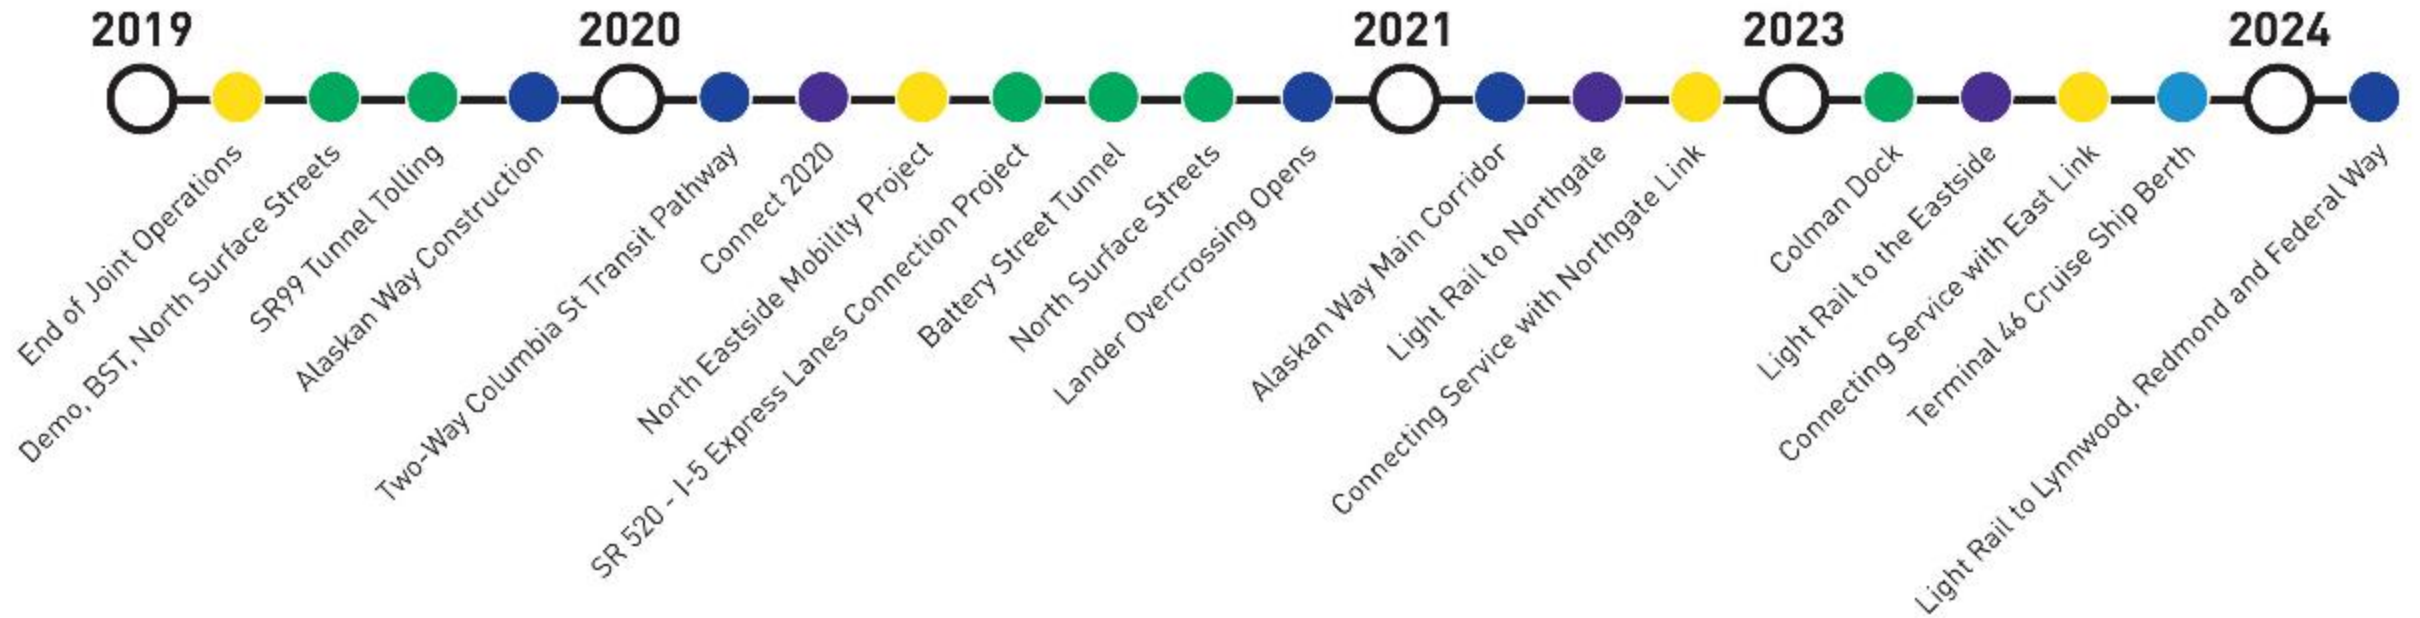 2019
2020
2021
2023
2024
End of Joint Operations
Demo, BST, North Surface Streets
SR99 Tunnel Tolling
Alaskan Way Construction
Two-Way Columbia St Transit Pathway
Connect 2020
North Eastside Mobility Project
SR 520 - I-5 Express Lanes Connection Project
Battery Street Tunnel
North Surface Streets
Lander Overcrossing Opens
Alaskan Way Main Corridor
Light Rail to Northgate
Connecting Service with Northgate Link
Colman Dock
Light Rail to the Eastside
Connecting Service with East Link
Terminal 46 Cruise Ship Berth
Light Rail to Lynnwood, Redmond and Federal Way